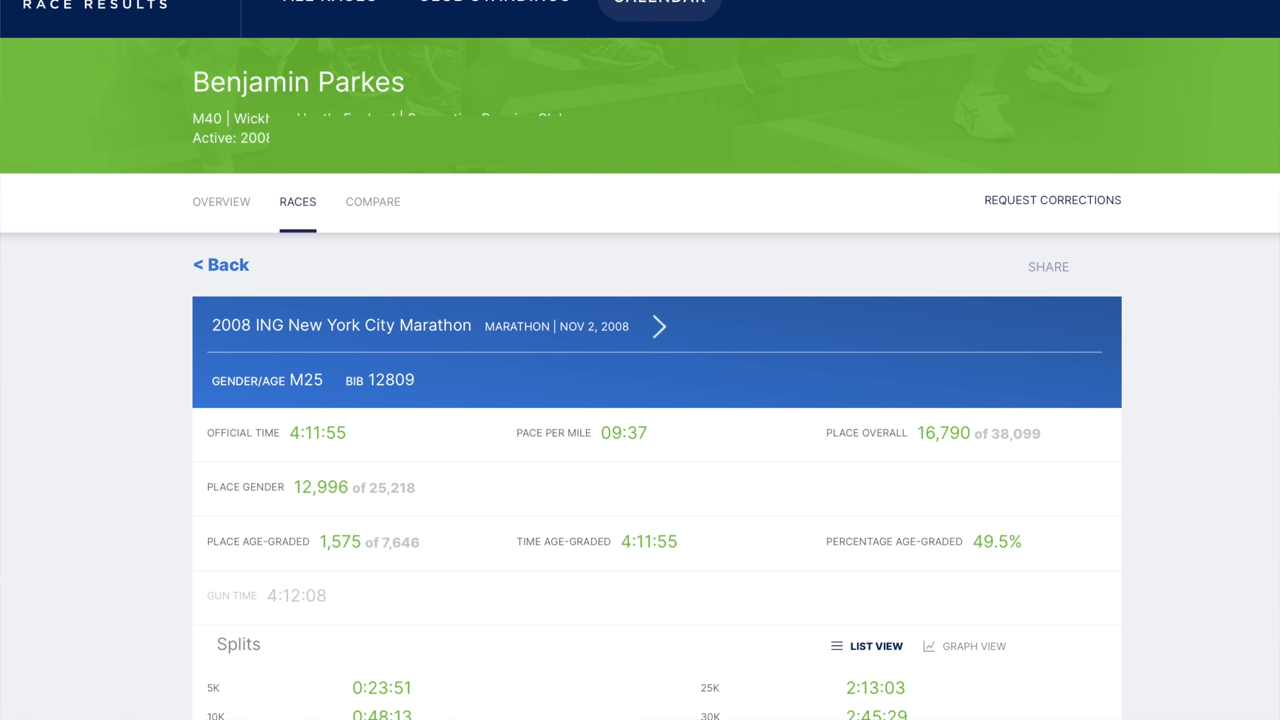 RACE RESULTS
ALL RACES CLUB STANDINGS CALENDAR
Benjamin Parkes
M40 |
Active: 2008
OVERVIEW RACES COMPARE REQUEST CORRECTIONS
< Back SHARE
2008 ING New York City Marathon MARATHON | NOV 2, 2008
GENDER/AGE M25 BIB 12809
OFFICIAL TIME 4:11:55 PACE PER MILE 09:37 PLACE OVERALL 16,790 of 38,099
PLACE GENDER 12,996 of 25,218
PLACE AGE-GRADED 1,575 of 7,646 TIME AGE-GRADED 4:11:55 PERCENTAGE AGE-GRADED 49.5%
GUN TIME 4:12:08
Splits LIST VIEW GRAPH VIEW
5K 0:23:51 25K 2:13:03
10K 0:48:13 30K 2:45:29